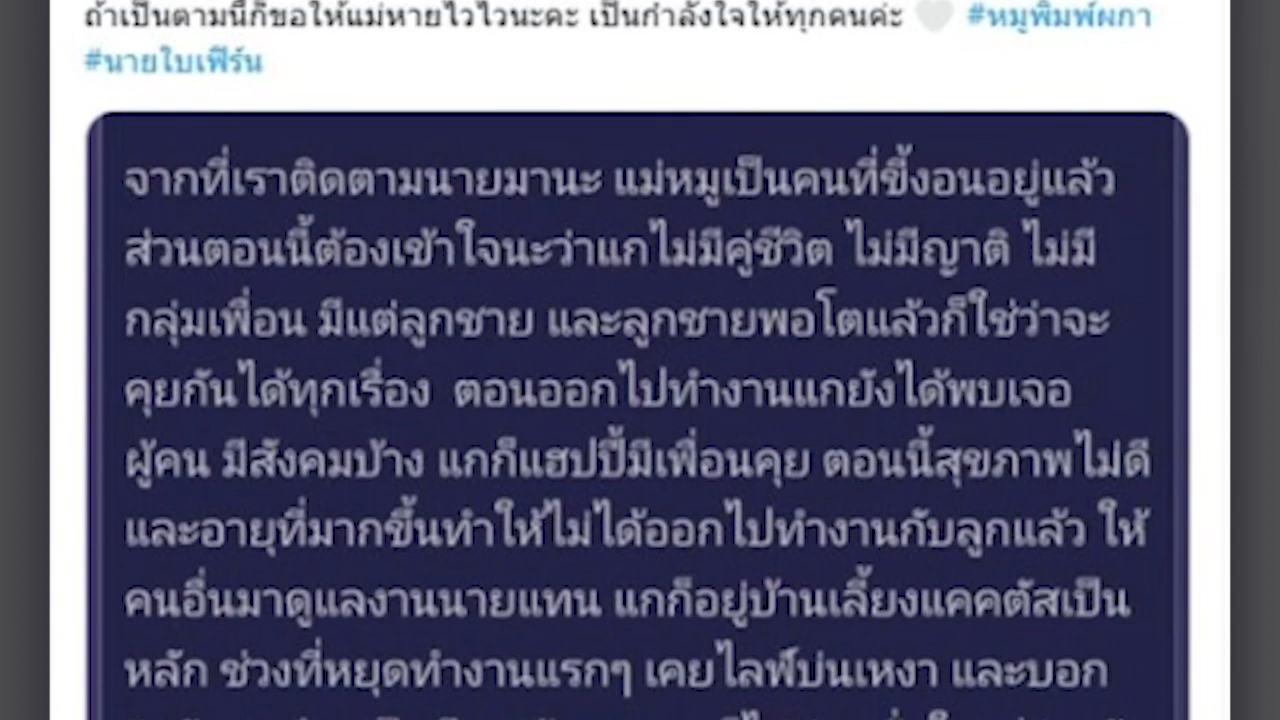 ถ้าเป็นตามนี้ก็ขอให้แม่หายไวไวนะคะ เป็นกำลังใจให้ทุกคนค่ะ 🤍 #หมูพิมพ์ผกา
#นายใบเฟิร์น
จากที่เราติดตามนายมานะ แม่หมูเป็นคนที่ขี้งอนอยู่แล้ว
ส่วนตอนนี้ต้องเข้าใจนะว่าแกไม่มีคู่ชีวิต ไม่มีญาติ ไม่มี
กลุ่มเพื่อน มีแต่ลูกชาย และลูกชายพอโตแล้วก็ใช่ว่าจะ
คุยกันได้ทุกเรื่อง ตอนออกไปทำงานแกยังได้พบเจอ
ผู้คน มีสังคมบ้าง แกก็แฮปปี้มีเพื่อนคุย ตอนนี้สุขภาพไม่ดี
และอายุที่มากขึ้นทำให้ไม่ได้ออกไปทำงานกับลูกแล้ว ให้
คนอื่นมาดูแลงานนายแทน แกก็อยู่บ้านเลี้ยงแคคตัสเป็น
หลัก ช่วงที่หยุดทำงานแรกๆ เคยไลฟ์บ่นเหงา และบอก